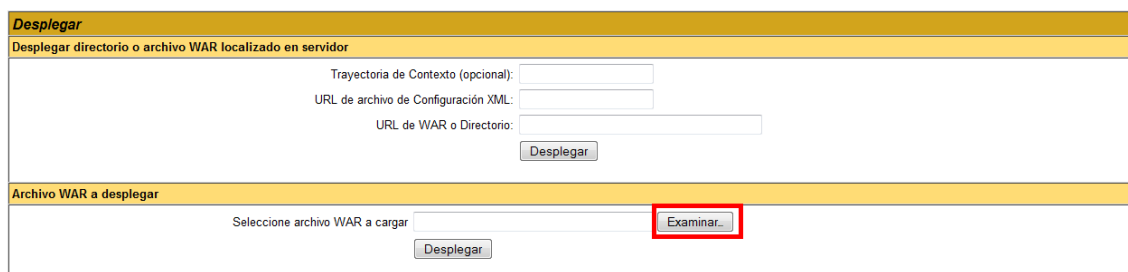 Desplegar
Desplegar directorio o archivo WAR localizado en servidor
Trayectoria de Contexto (opcional):
URL de archivo de Configuración XML:
URL de WAR o Directorio:
Desplegar
Archivo WAR a desplegar
Seleccione archivo WAR a cargar Examinar..
Desplegar